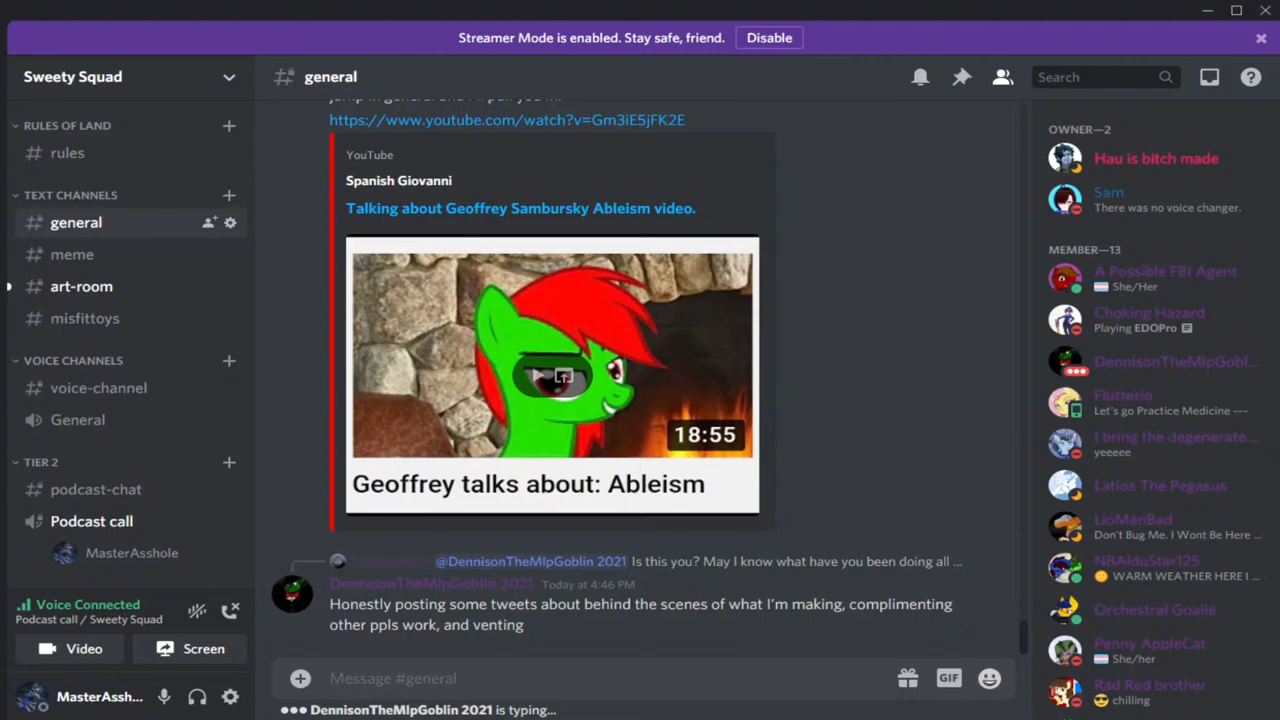 Streamer Mode is enabled. Stay safe, friend.
Disable
Sweety Squad
general
Search
RULES OF LAND
rules
TEXT CHANNELS
general
meme
art-room
misfittoys
VOICE CHANNELS
voice-channel
General
TIER 2
podcast-chat
Podcast call
MasterAsshole
Voice Connected
Podcast call / Sweety Squad
Video
Screen
MasterAssh...
https://www.youtube.com/watch?v=Gm3iE5jFK2E
YouTube
Spanish Giovanni
Talking about Geoffrey Sambursky Ableism video.
18:55
Geoffrey talks about: Ableism
@DennisonTheMlpGoblin 2021 Is this you? May I know what have you been doing all ...
DennisonTheMlpGoblin 2021 Today at 4:46 PM
Honestly posting some tweets about behind the scenes of what I'm making, complimenting
other ppls work, and venting
Message #general
GIF
DennisonTheMlpGoblin 2021 is typing...
OWNER—2
Hau is bitch made
Sam
There was no voice changer.
MEMBER—13
A Possible FBI Agent
She/Her
Choking Hazard
Playing EDOPro
DennisonTheMlpGobl...
Flutterio
Let's go Practice Medicine ---
I bring the degenerate...
yeeeee
Latios The Pegasus
LioManBad
Don't Bug Me. I Wont Be Here ...
N8AlduStar125
WARM WEATHER HERE I ...
Orchestral Goalie
Penny AppleCat
She/her
Rad Red brother
chilling